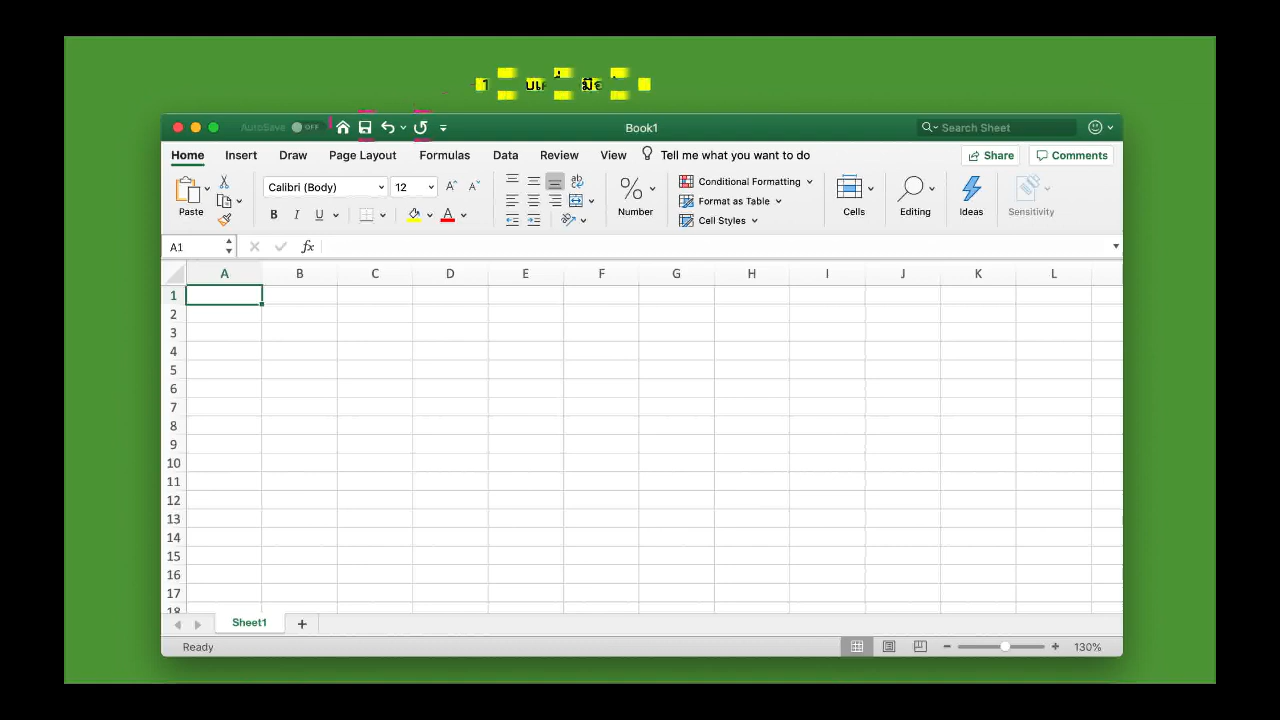 AutoSave OFF
Book1
Search Sheet
Home Insert Draw Page Layout Formulas Data Review View Tell me what you want to do Share Comments
Calibri (Body) 12
Conditional Formatting
Format as Table
Cell Styles
Paste
B I U
A
Number
Cells
Editing
Ideas
Sensitivity
A1 fx
A B C D E F G H I J K L
1
2
3
4
5
6
7
8
9
10
11
12
13
14
15
16
17
18
Sheet1
Ready
130%